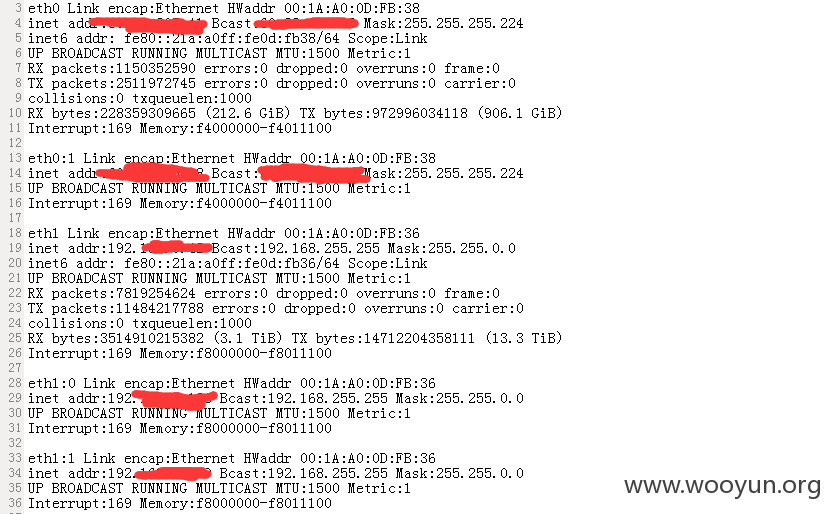 3 eth0 Link encap:Ethernet HWaddr 00:1A:A0:0D:FB:38
4 inet addr: Bcast: Mask:255.255.255.224
5 inet6 addr: fe80::21a:a0ff:fe0d:fb38/64 Scope:Link
6 UP BROADCAST RUNNING MULTICAST MTU:1500 Metric:1
7 RX packets:1150352590 errors:0 dropped:0 overruns:0 frame:0
8 TX packets:2511972745 errors:0 dropped:0 overruns:0 carrier:0
9 collisions:0 txqueuelen:1000
10 RX bytes:228359309665 (212.6 GiB) TX bytes:972996034118 (906.1 GiB)
11 Interrupt:169 Memory:f4000000-f4011100
12
13 eth0:1 Link encap:Ethernet HWaddr 00:1A:A0:0D:FB:38
14 inet addr: Bcast: Mask:255.255.255.224
15 UP BROADCAST RUNNING MULTICAST MTU:1500 Metric:1
16 Interrupt:169 Memory:f4000000-f4011100
17
18 eth1 Link encap:Ethernet HWaddr 00:1A:A0:0D:FB:36
19 inet addr:192. Bcast:192.168.255.255 Mask:255.255.0.0
20 inet6 addr: fe80::21a:a0ff:fe0d:fb36/64 Scope:Link
21 UP BROADCAST RUNNING MULTICAST MTU:1500 Metric:1
22 RX packets:7819254624 errors:0 dropped:0 overruns:0 frame:0
23 TX packets:11484217788 errors:0 dropped:0 overruns:0 carrier:0
24 collisions:0 txqueuelen:1000
25 RX bytes:3514910215382 (3.1 TiB) TX bytes:14712204358111 (13.3 TiB)
26 Interrupt:169 Memory:f8000000-f8011100
27
28 eth1:0 Link encap:Ethernet HWaddr 00:1A:A0:0D:FB:36
29 inet addr:192. Bcast:192.168.255.255 Mask:255.255.0.0
30 UP BROADCAST RUNNING MULTICAST MTU:1500 Metric:1
31 Interrupt:169 Memory:f8000000-f8011100
32
33 eth1:1 Link encap:Ethernet HWaddr 00:1A:A0:0D:FB:36
34 inet addr:192. Bcast:192.168.255.255 Mask:255.255.0.0
35 UP BROADCAST RUNNING MULTICAST MTU:1500 Metric:1
36 Interrupt:169 Memory:f8000000-f8011100
www.wooyun.org